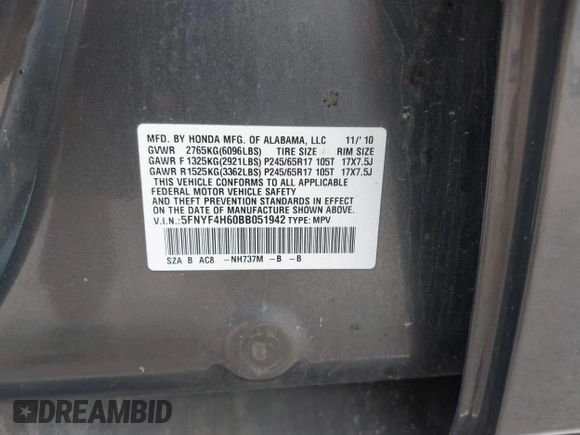 MFD. BY HONDA MFG. OF ALABAMA, LLC 11/'10
GVWR 2765KG(6096LBS) TIRE SIZE RIM SIZE
GAWR F 1325KG(2921LBS) P245/65R17 105T 17X7.5J
GAWR R1525KG(3362LBS) P245/65R17 105T 17X7.5J
THIS VEHICLE CONFORMS TO ALL APPLICABLE
FEDERAL MOTOR VEHICLE SAFETY
AND THEFT PREVENTION STANDARDS IN EFFECT
ON THE DATE OF MANUFACTURE SHOWN ABOVE.
V.I.N.:5FNYF4H60BB051942 TYPE: MPV
SZA B AC8 -NH737M -B -B
DREAMBID